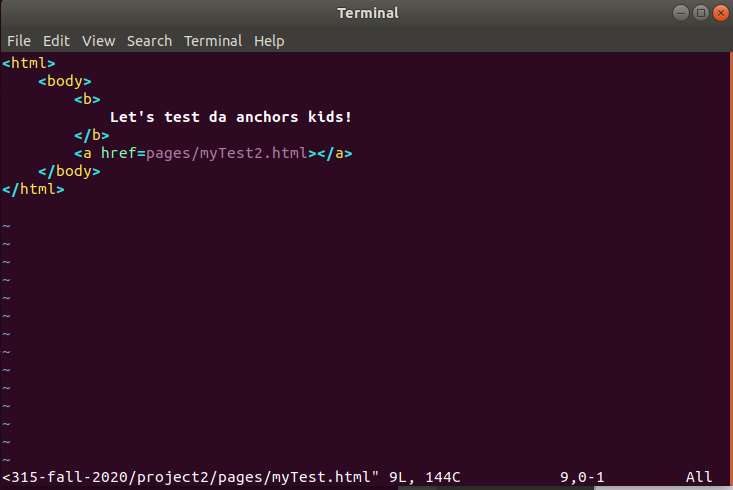 Terminal
File Edit View Search Terminal Help
<html>
    <body>
        <b>
            Let's test da anchors kids!
        </b>
        <a href=pages/myTest2.html></a>
    </body>
</html>

~
~
~
~
~
~
~
~
~
~
~
~
~
~
<315-fall-2020/project2/pages/myTest.html" 9L, 144C 9,0-1 All